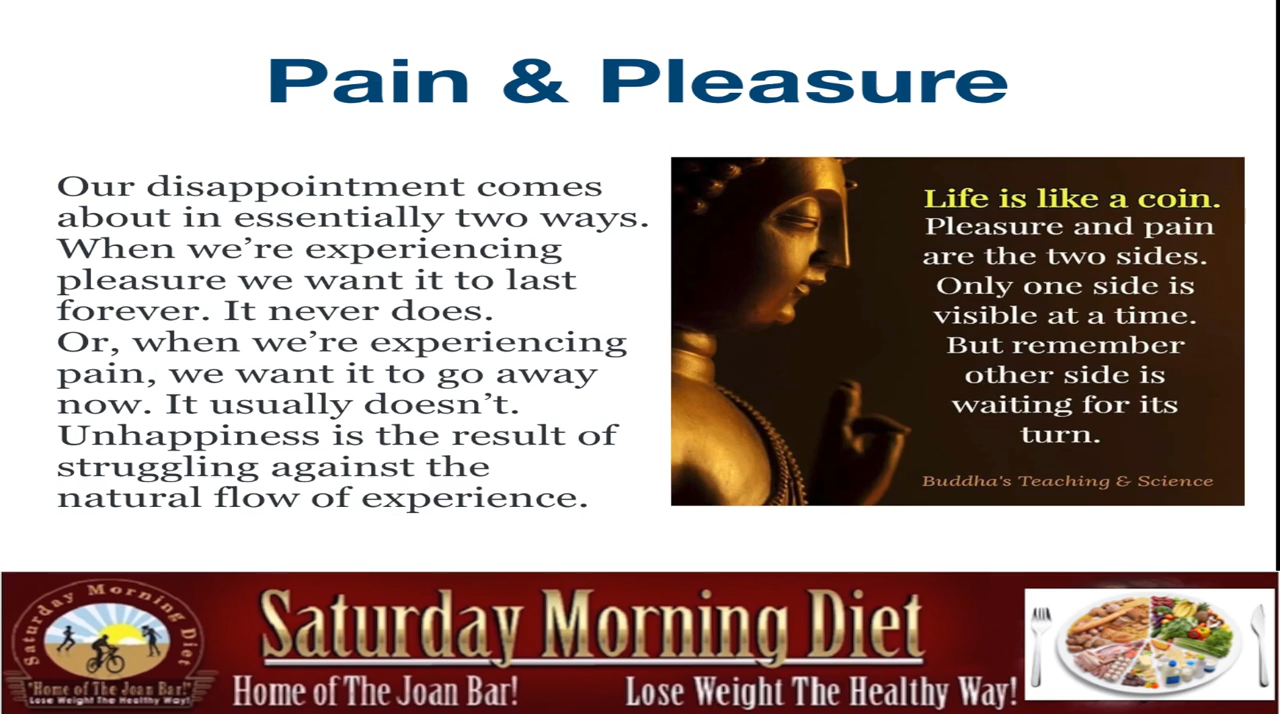 Pain & Pleasure
Our disappointment comes
about in essentially two ways.
When we're experiencing
pleasure we want it to last
forever. It never does.
Or, when we're experiencing
pain, we want it to go away
now. It usually doesn't.
Unhappiness is the result of
struggling against the
natural flow of experience.
Life is like a coin.
Pleasure and pain
are the two sides.
Only one side is
visible at a time.
But remember
other side is
waiting for its
turn.
Buddha's Teaching & Science
Saturday Morning Diet
"Home of The Joan Bar!"
Lose Weight The Healthy Way!
Saturday Morning Diet
Home of The Joan Bar!
Lose Weight The Healthy Way!